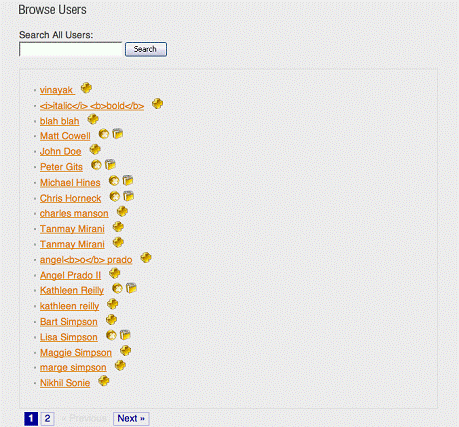 Browse Users
Search All Users:
Search
vinayak
<i>italic</i> <b>bold</b>
blah blah
Matt Cowell
John Doe
Peter Gits
Michael Hines
Chris Horneck
charles manson
Tanmay Mirani
Tanmay Mirani
angel<b>o</b> prado
Angel Prado II
Kathleen Reilly
kathleen reilly
Bart Simpson
Lisa Simpson
Maggie Simpson
marge simpson
Nikhil Sonie
1 2 « Previous Next »